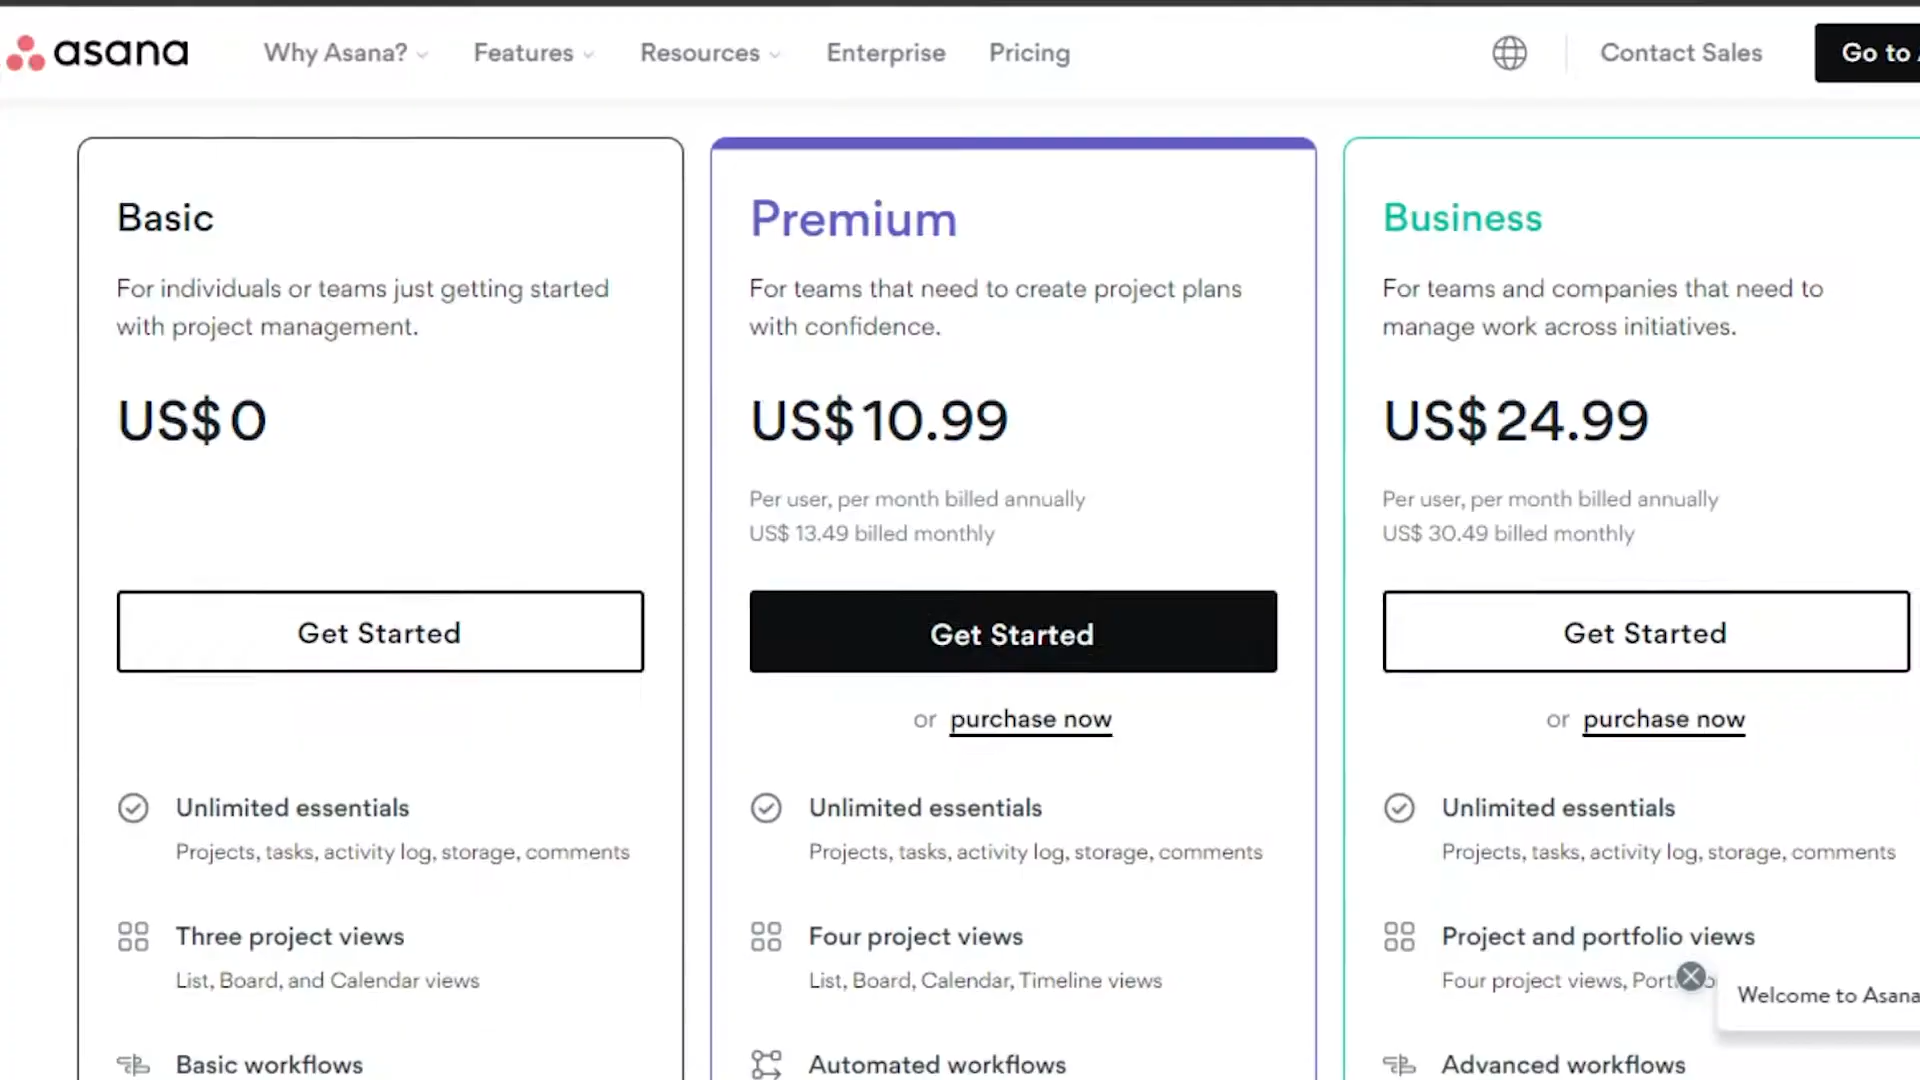 asana
Why Asana?
Features
Resources
Enterprise
Pricing
Contact Sales
Go to
Basic
For individuals or teams just getting started
with project management.
US$0
Get Started
Unlimited essentials
Projects, tasks, activity log, storage, comments
Three project views
List, Board, and Calendar views
Basic workflows
Premium
For teams that need to create project plans
with confidence.
US$10.99
Per user, per month billed annually
US$ 13.49 billed monthly
Get Started
or purchase now
Unlimited essentials
Projects, tasks, activity log, storage, comments
Four project views
List, Board, Calendar, Timeline views
Automated workflows
Business
For teams and companies that need to
manage work across initiatives.
US$24.99
Per user, per month billed annually
US$ 30.49 billed monthly
Get Started
or purchase now
Unlimited essentials
Projects, tasks, activity log, storage, comments
Project and portfolio views
Four project views,
Advanced workflows
Welcome to Asana